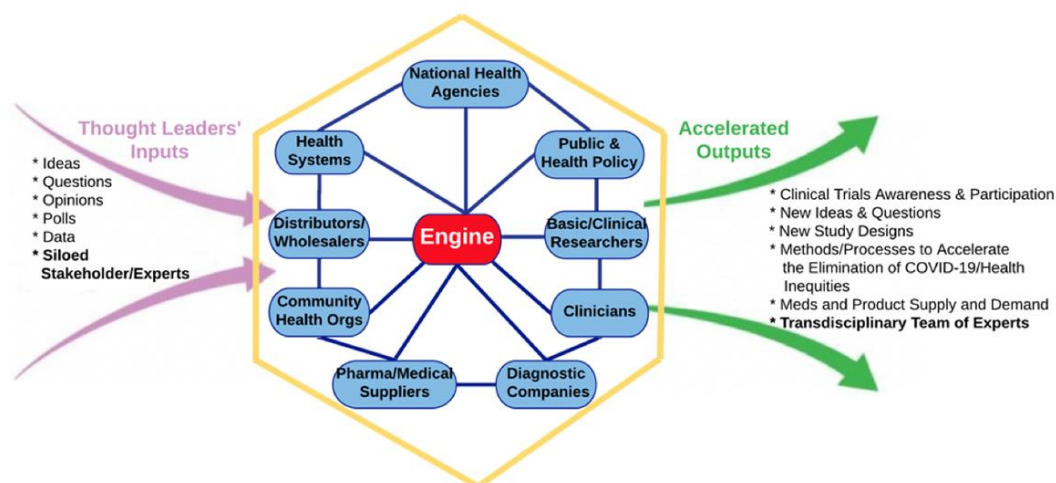 Thought Leaders'
Inputs
* Ideas
* Questions
* Opinions
* Polls
* Data
* Siloed
Stakeholder/Experts
National Health
Agencies
Health
Systems
Public &
Health Policy
Distributors/
Wholesalers
Engine
Basic/Clinical
Researchers
Community
Health Orgs
Clinicians
Pharma/Medical
Suppliers
Diagnostic
Companies
Accelerated
Outputs
* Clinical Trials Awareness & Participation
* New Ideas & Questions
* New Study Designs
* Methods/Processes to Accelerate
the Elimination of COVID-19/Health
Inequities
* Meds and Product Supply and Demand
* Transdisciplinary Team of Experts